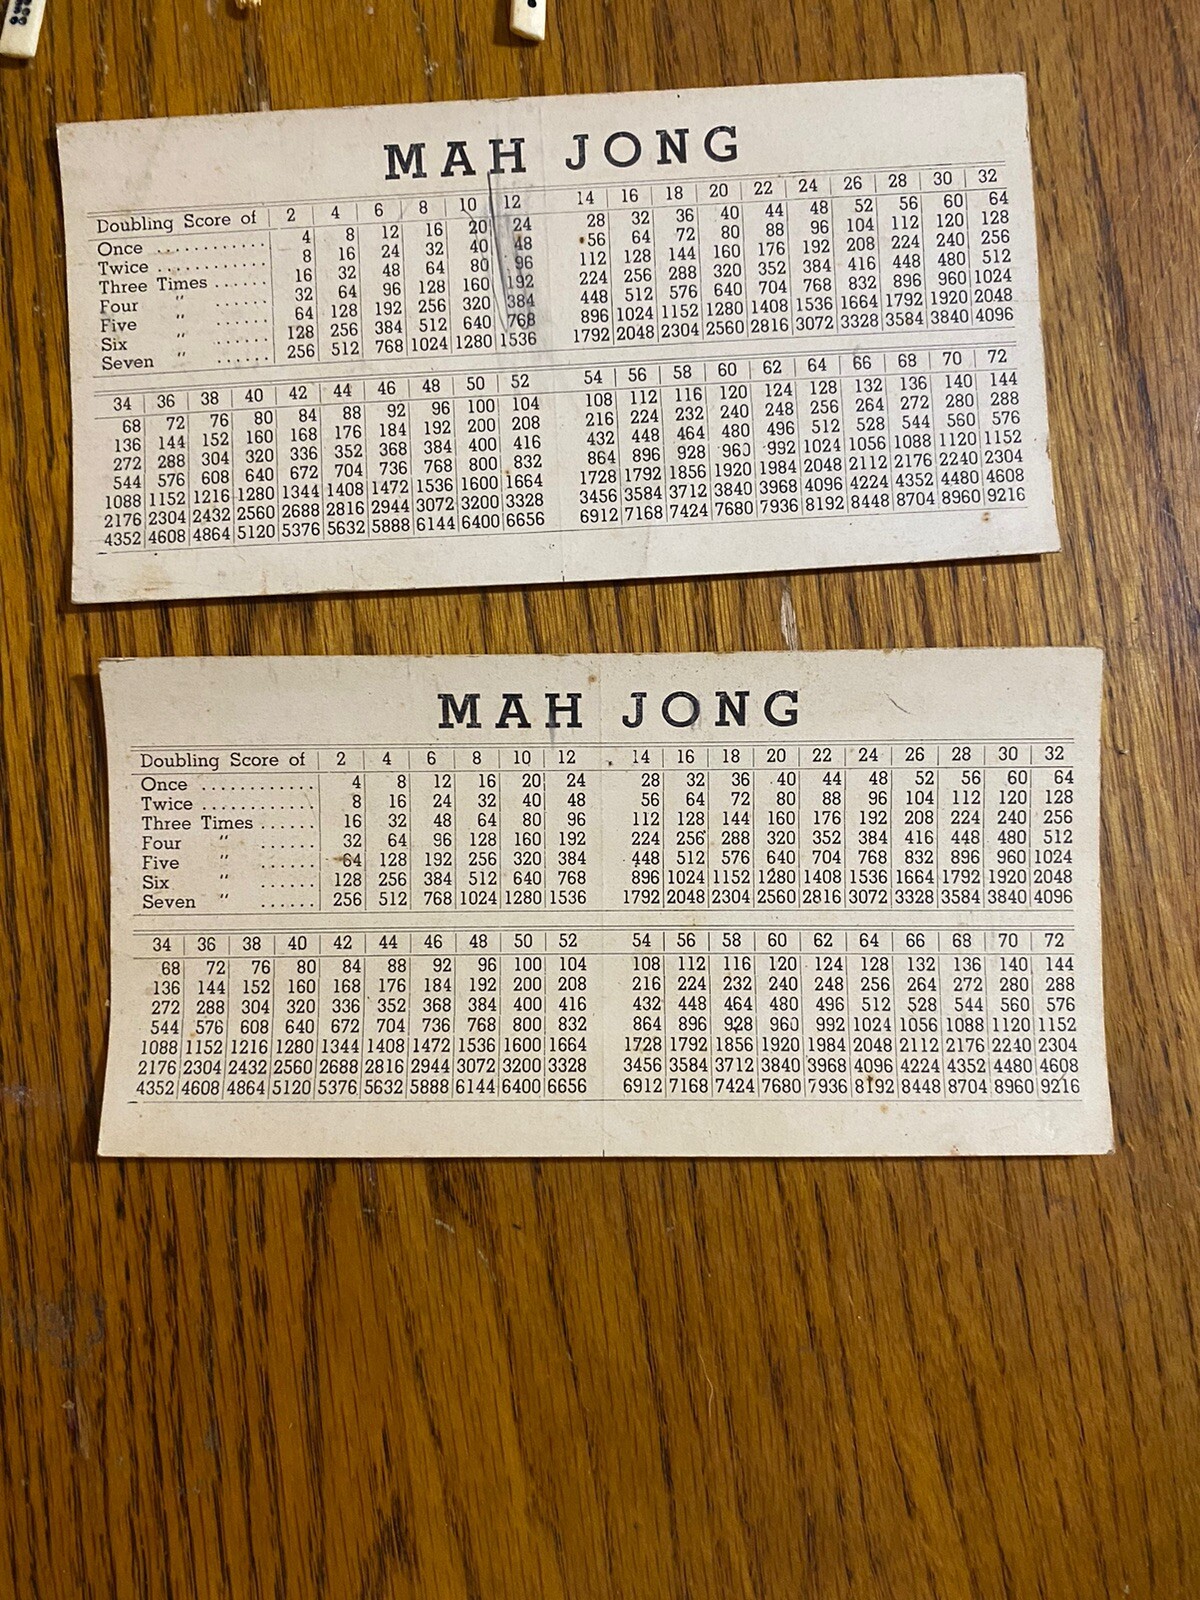 MAH JONG
Doubling Score of 2 4 6 8 10 12 14 16 18 20 22 24 26 28 30 32
Once ............ 4 8 12 16 20 24 28 32 36 40 44 48 52 56 60 64
Twice ............ 8 16 24 32 40 48 56 64 72 80 88 96 104 112 120 128
Three Times ...... 16 32 48 64 80 96 112 128 144 160 176 192 208 224 240 256
Four " ...... 32 64 96 128 160 192 224 256 288 320 352 384 416 448 480 512
Five " ...... 64 128 192 256 320 384 448 512 576 640 704 768 832 896 960 1024
Six " ...... 128 256 384 512 640 768 896 1024 1152 1280 1408 1536 1664 1792 1920 2048
Seven " ...... 256 512 768 1024 1280 1536 1792 2048 2304 2560 2816 3072 3328 3584 3840 4096
34 36 38 40 42 44 46 48 50 52 54 56 58 60 62 64 66 68 70 72
68 72 76 80 84 88 92 96 100 104 108 112 116 120 124 128 132 136 140 144
136 144 152 160 168 176 184 192 200 208 216 224 232 240 248 256 264 272 280 288
272 288 304 320 336 352 368 384 400 416 432 448 464 480 496 512 528 544 560 576
544 576 608 640 672 704 736 768 800 832 864 896 928 960 992 1024 1056 1088 1120 1152
1088 1152 1216 1280 1344 1408 1472 1536 1600 1664 1728 1792 1856 1920 1984 2048 2112 2176 2240 2304
2176 2304 2432 2560 2688 2816 2944 3072 3200 3328 3456 3584 3712 3840 3968 4096 4224 4352 4480 4608
4352 4608 4864 5120 5376 5632 5888 6144 6400 6656 6912 7168 7424 7680 7936 8192 8448 8704 8960 9216
MAH JONG
Doubling Score of 2 4 6 8 10 12 14 16 18 20 22 24 26 28 30 32
Once ............ 4 8 12 16 20 24 28 32 36 40 44 48 52 56 60 64
Twice ............ 8 16 24 32 40 48 56 64 72 80 88 96 104 112 120 128
Three Times ...... 16 32 48 64 80 96 112 128 144 160 176 192 208 224 240 256
Four " ...... 32 64 96 128 160 192 224 256 288 320 352 384 416 448 480 512
Five " ...... 64 128 192 256 320 384 448 512 576 640 704 768 832 896 960 1024
Six " ...... 128 256 384 512 640 768 896 1024 1152 1280 1408 1536 1664 1792 1920 2048
Seven " ...... 256 512 768 1024 1280 1536 1792 2048 2304 2560 2816 3072 3328 3584 3840 4096
34 36 38 40 42 44 46 48 50 52 54 56 58 60 62 64 66 68 70 72
68 72 76 80 84 88 92 96 100 104 108 112 116 120 124 128 132 136 140 144
136 144 152 160 168 176 184 192 200 208 216 224 232 240 248 256 264 272 280 288
272 288 304 320 336 352 368 384 400 416 432 448 464 480 496 512 528 544 560 576
544 576 608 640 672 704 736 768 800 832 864 896 928 960 992 1024 1056 1088 1120 1152
1088 1152 1216 1280 1344 1408 1472 1536 1600 1664 1728 1792 1856 1920 1984 2048 2112 2176 2240 2304
2176 2304 2432 2560 2688 2816 2944 3072 3200 3328 3456 3584 3712 3840 3968 4096 4224 4352 4480 4608
4352 4608 4864 5120 5376 5632 5888 6144 6400 6656 6912 7168 7424 7680 7936 8192 8448 8704 8960 9216